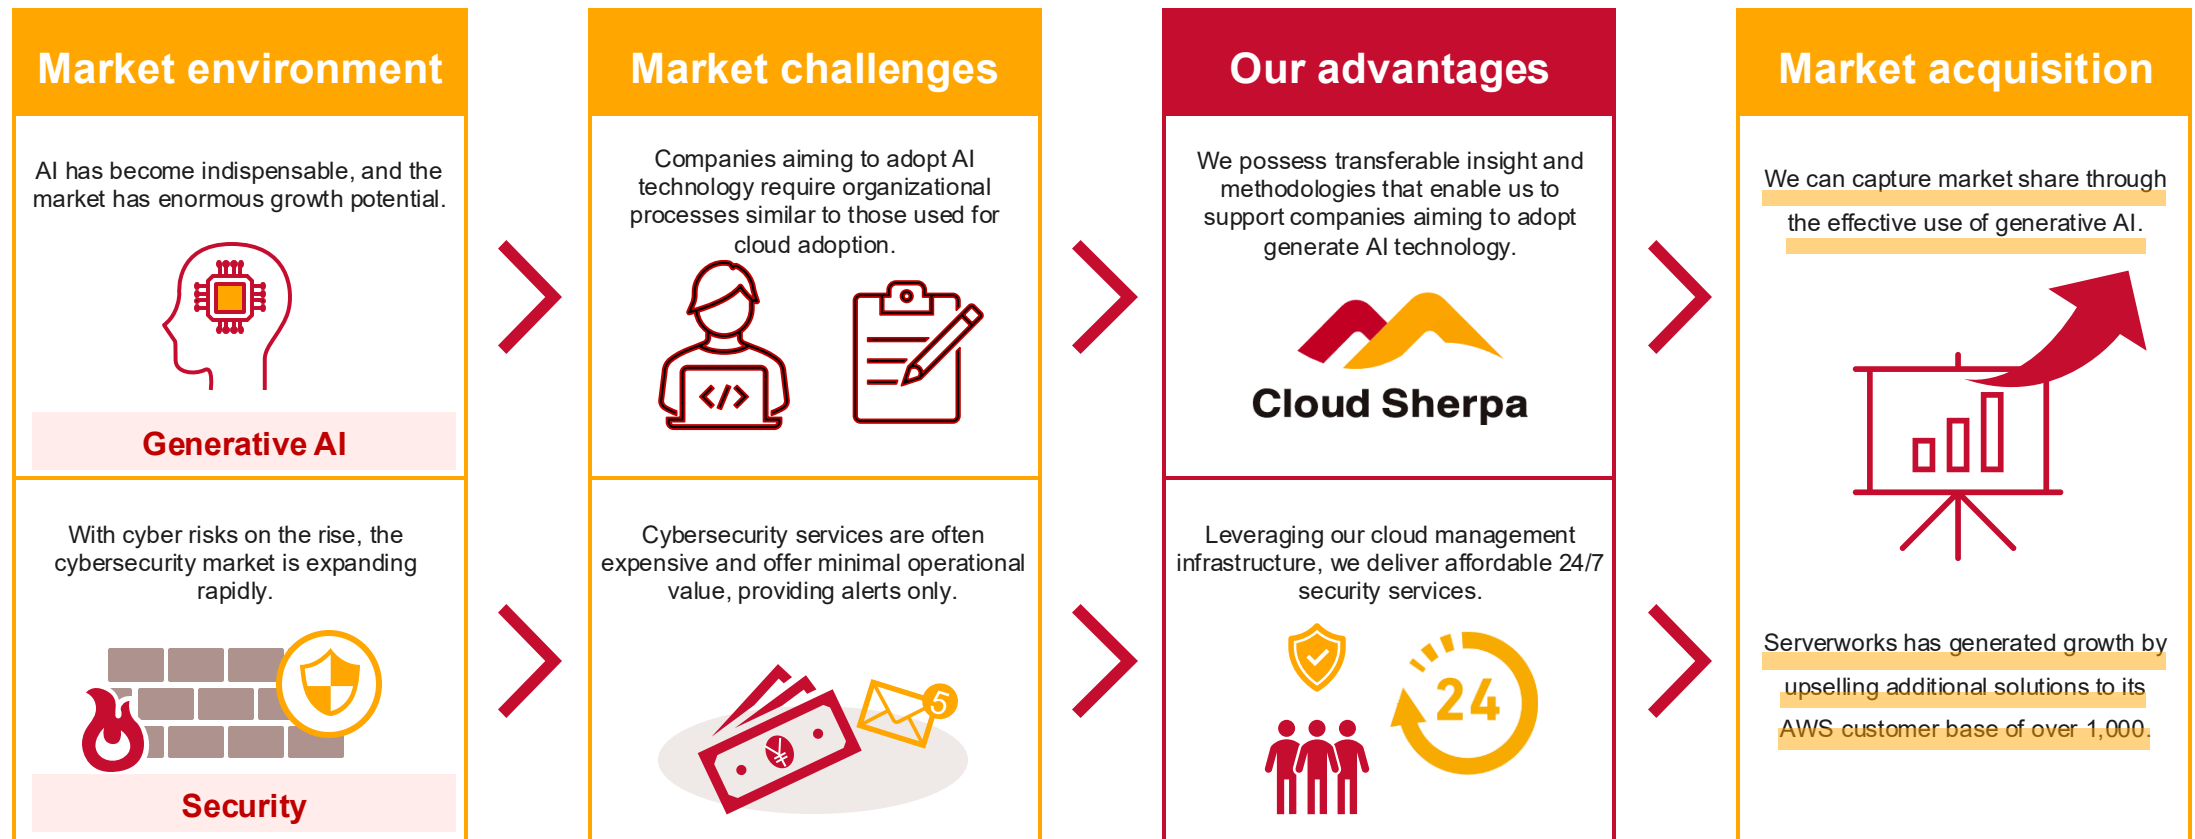 Market environment
AI has become indispensable, and the
market has enormous growth potential.
Generative AI
With cyber risks on the rise, the
cybersecurity market is expanding
rapidly.
Security
Market challenges
Companies aiming to adopt AI
technology require organizational
processes similar to those used for
cloud adoption.
</>
Cybersecurity services are often
expensive and offer minimal operational
value, providing alerts only.
¥
5
Our advantages
We possess transferable insight and
methodologies that enable us to
support companies aiming to adopt
generate AI technology.
Cloud Sherpa
Leveraging our cloud management
infrastructure, we deliver affordable 24/7
security services.
24
Market acquisition
We can capture market share through
the effective use of generative AI.
Serverworks has generated growth by
upselling additional solutions to its
AWS customer base of over 1,000.